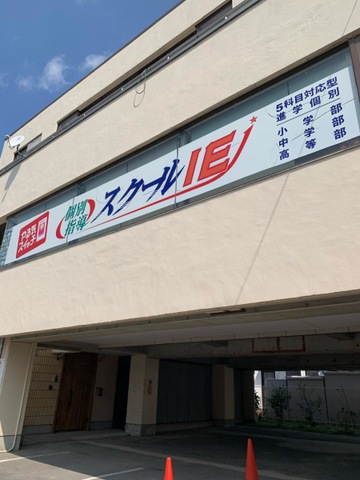 やる気
スイッチ
個別
指導
スクールIE
5科目対応型
進学個別
小学部
中学部
高等部